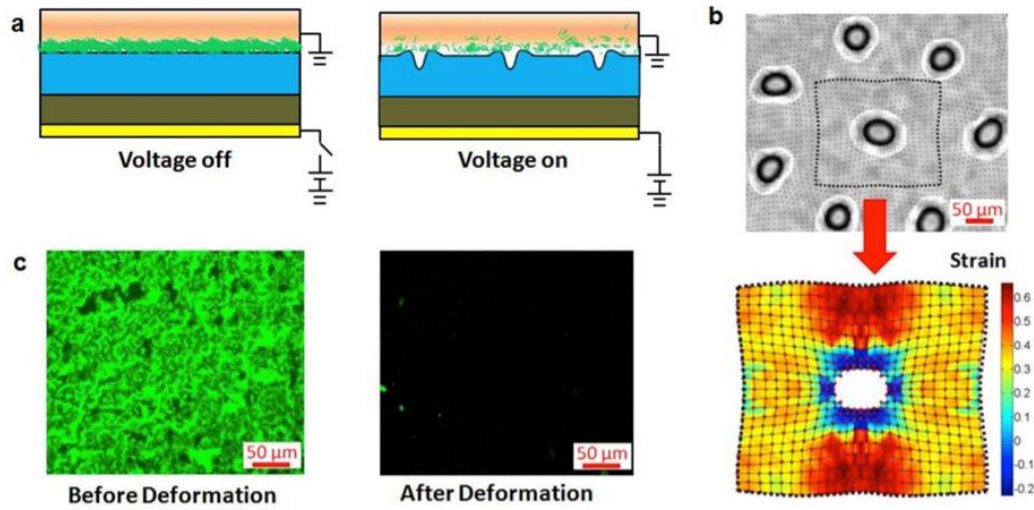 a
Voltage off
Voltage on
b
50 μm
Strain
0.6
0.5
0.4
0.3
0.2
0.1
0
-0.1
-0.2
c
50 μm
Before Deformation
50 μm
After Deformation